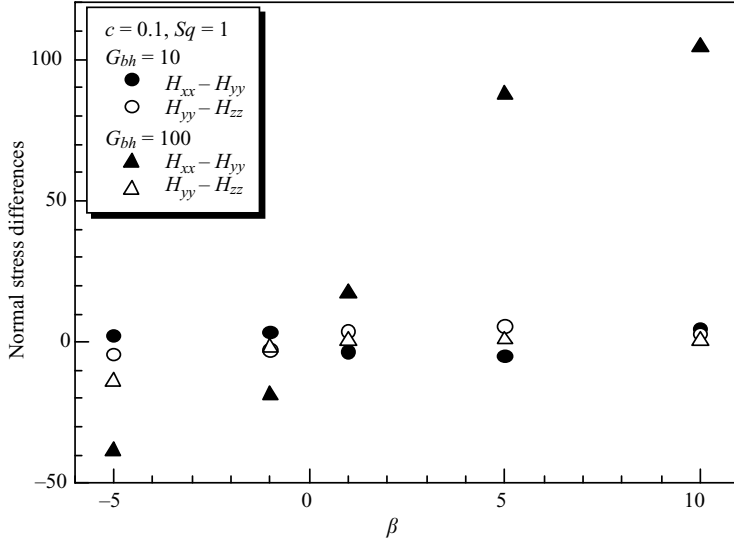 c = 0.1, Sq = 1
G_bh = 10
H_xx – H_yy
H_yy – H_zz
G_bh = 100
H_xx – H_yy
H_yy – H_zz
Normal stress differences
100
50
0
–50
–5
0
5
10
β